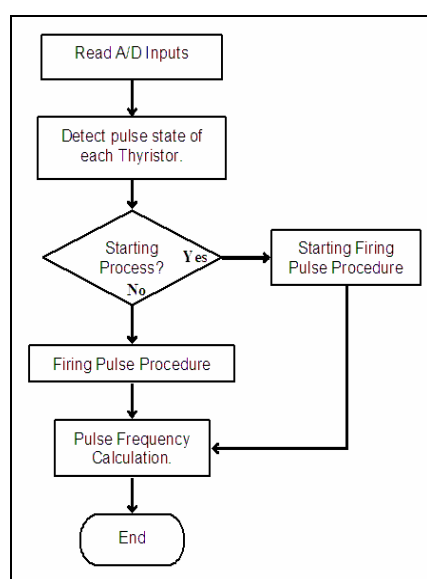 Read A/D Inputs
Detect pulse state of
each Thyristor.
Starting
Process?
Yes
No
Starting Firing
Pulse Procedure
Firing Pulse Procedure
Pulse Frequency
Calculation.
End